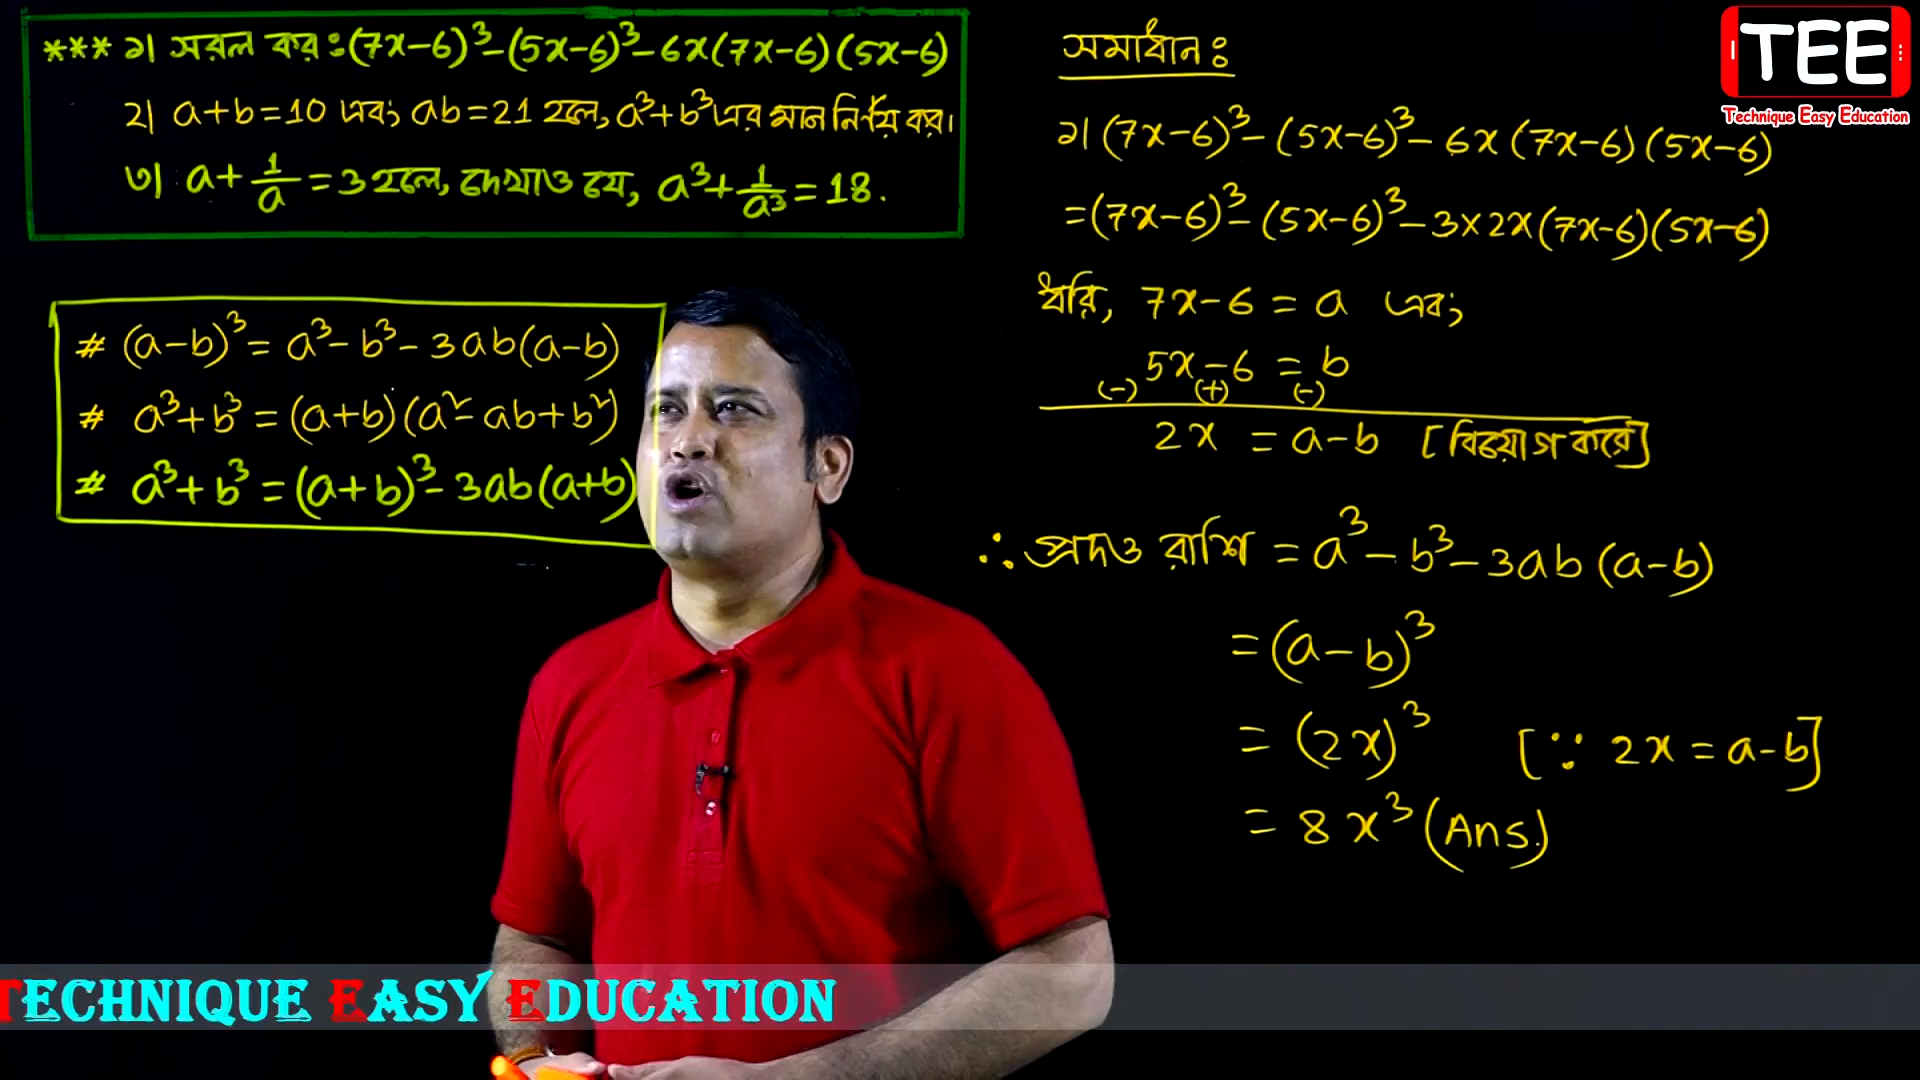 *** ১। সরল কর ঃ (7x-6)³-(5x-6)³-6x(7x-6)(5x-6)
২। a+b=10 এবং ab=21 হলে, a³+b³ এর মান নির্ণয় কর।
৩। a+1/a=3 হলে, দেখাও যে, a³+1/a³=18.
# (a-b)³= a³-b³-3ab(a-b)
# a³+b³=(a+b)(a²-ab+b²)
# a³+b³=(a+b)³-3ab(a+b)
সমাধান ঃ
১। (7x-6)³-(5x-6)³-6x(7x-6)(5x-6)
=(7x-6)³-(5x-6)³-3×2x(7x-6)(5x-6)
ধরি, 7x-6 = a এবং
5x-6 = b
(-) (+) (-)
2x = a-b [বিয়োগ করে]
∴ প্রদত্ত রাশি = a³-b³-3ab(a-b)
=(a-b)³
= (2x)³ [∵ 2x = a-b]
= 8x³ (Ans.)
TEE
Technique Easy Education
TECHNIQUE EASY EDUCATION